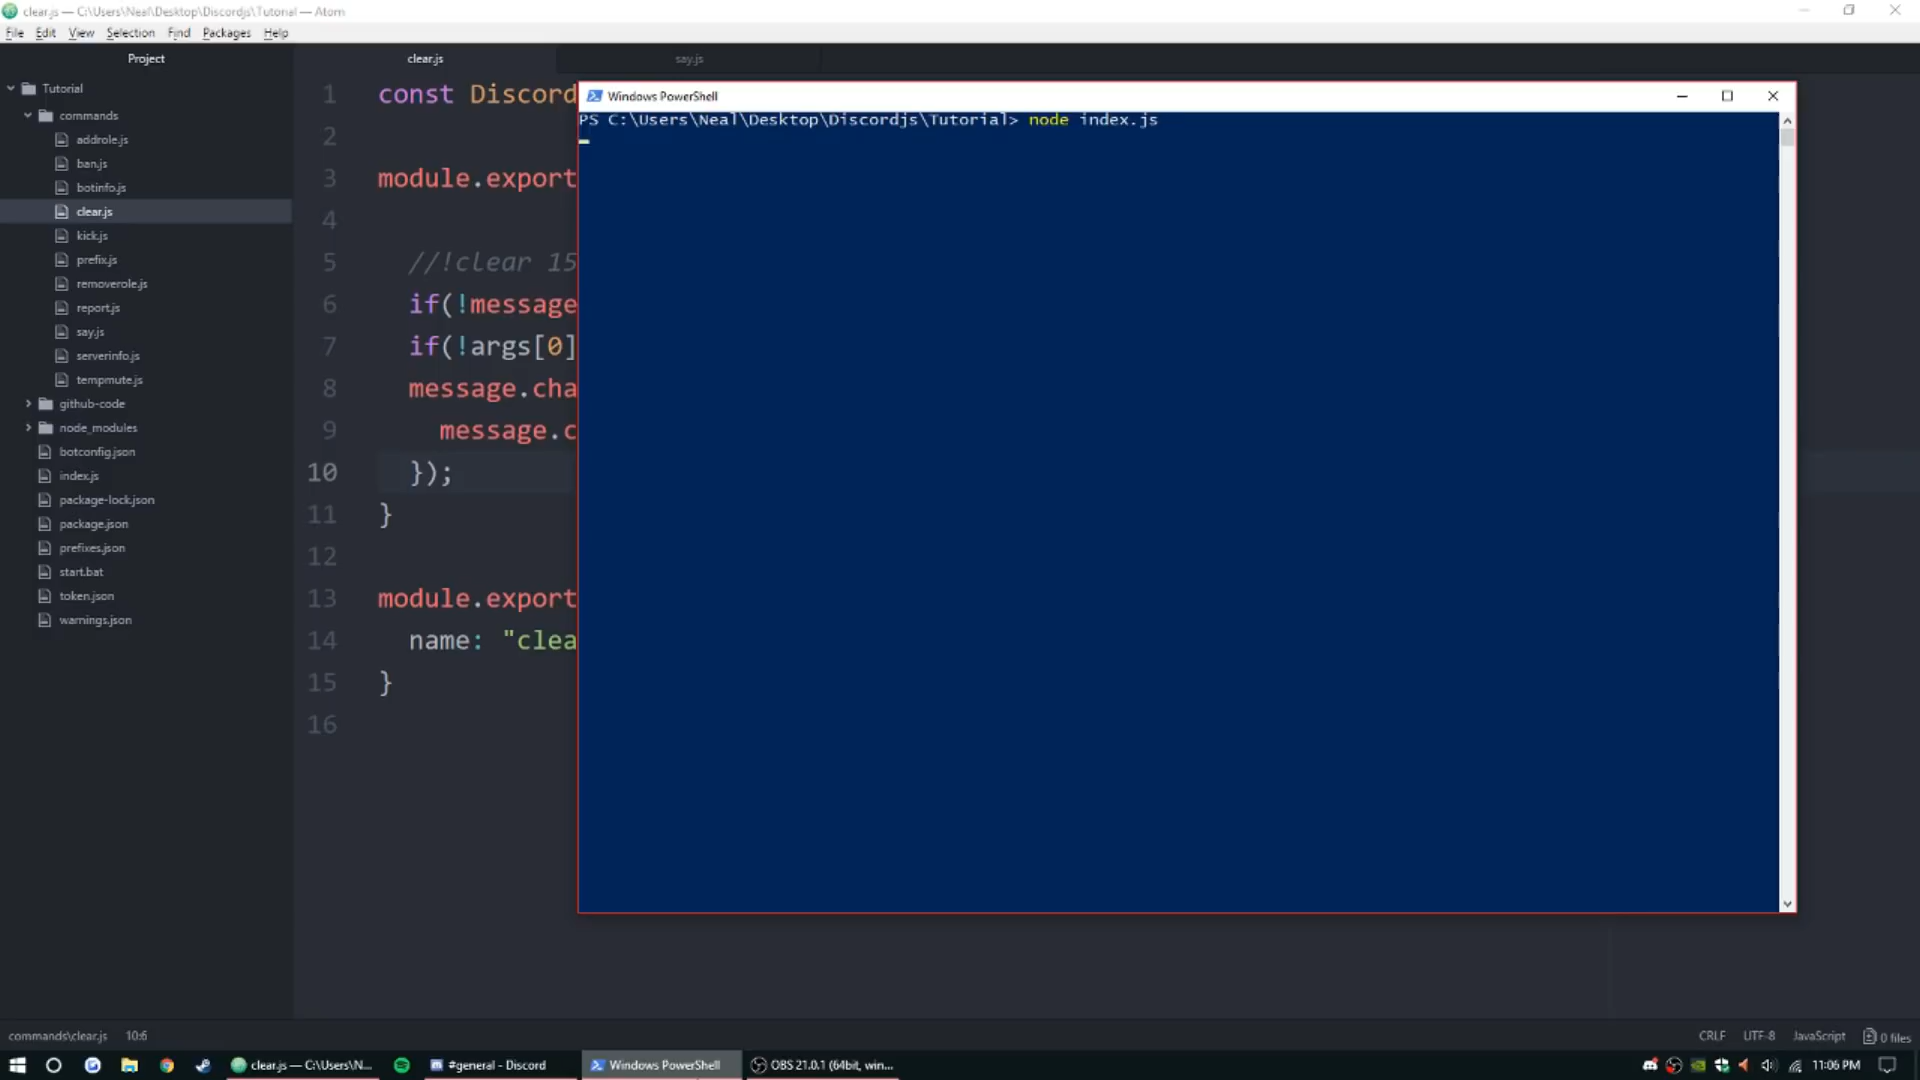 clear.js — C:\Users\Neal\Desktop\Discordjs\Tutorial — Atom
File Edit View Selection Find Packages Help
Project
clear.js
say.js
Tutorial
commands
addrole.js
ban.js
botinfo.js
clear.js
kick.js
prefix.js
removerole.js
report.js
say.js
serverinfo.js
tempmute.js
github-code
node_modules
botconfig.json
index.js
package-lock.json
package.json
prefixes.json
start.bat
token.json
warnings.json
1 const Discord
2
3 module.export
4
5 //!clear 15
6 if(!message
7 if(!args[0]
8 message.cha
9 message.c
10 });
11 }
12
13 module.export
14 name: "clea
15 }
16
Windows PowerShell
PS C:\Users\Neal\Desktop\Discordjs\Tutorial> node index.js
commands\clear.js 10:6
CRLF UTF-8 JavaScript 0 files
clear.js — C:\Users\N...
#general - Discord
Windows PowerShell
OBS 21.0.1 (64bit, win...
11:06 PM